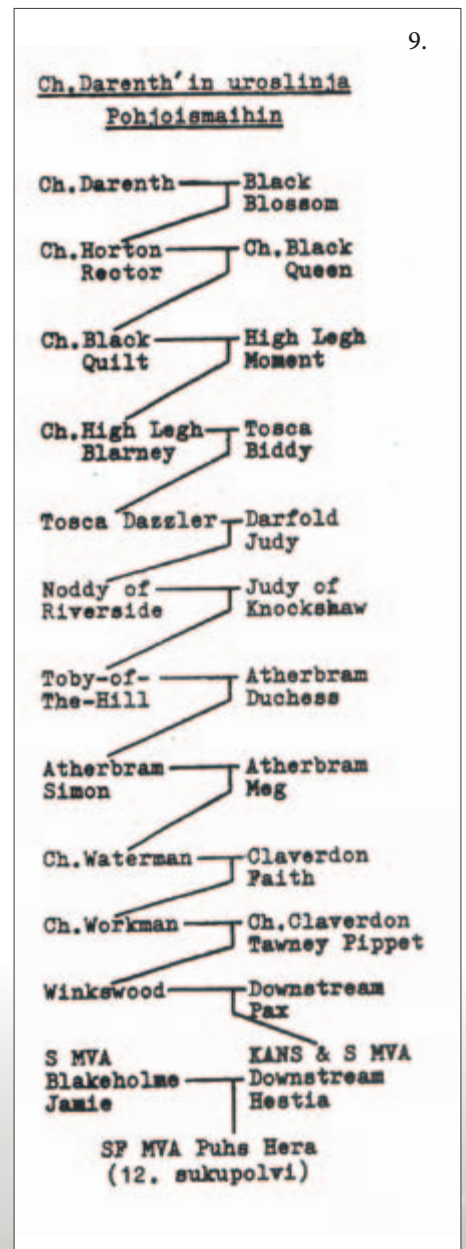 9.
Ch.Darenth'in uroslinja
Pohjoismaihin
Ch.Darenth Black
Blossom
Ch.Horton Ch.Black
Rector Queen
Ch.Black High Legh
Quilt Moment
Ch.High Legh Tosca
Blarney Biddy
Tosca Dazzler Darfold
Judy
Noddy of Judy of
Riverside Knockshaw
Toby-of- Atherbram
The-Hill Duchess
Atherbram Atherbram
Simon Meg
Ch.Waterman Claverdon
Faith
Ch.Workman Ch.Claverdon
Tawney Pippet
Winkswood Downstream
Pax
S MVA KANS & S MVA
Blakeholme Downstream
Jamie Hestia
SF MVA Puhs Hera
(12. sukupolvi)